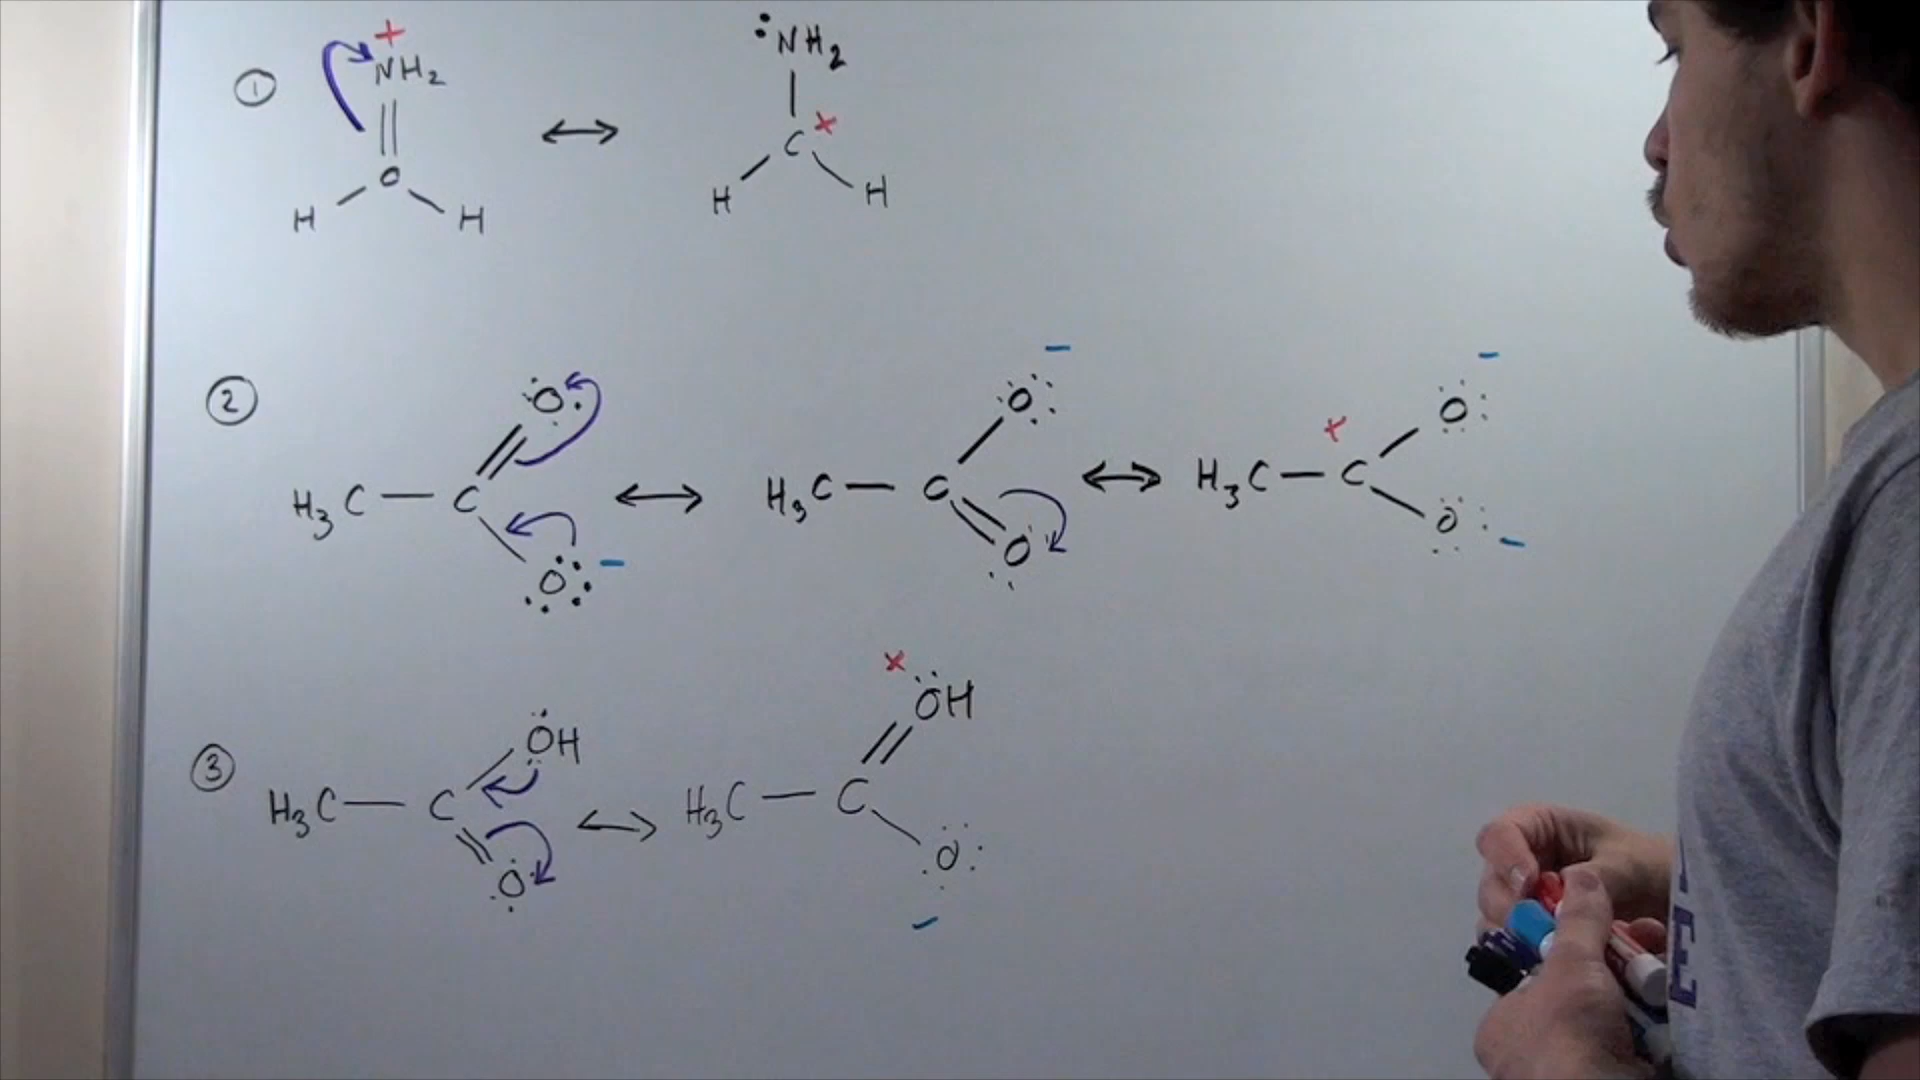 ① + NH₂ ↔ :NH₂
C C +
H H H H
② O: ↔ O: − ↔ O: −
H₃C — C H₃C — C H₃C — C +
O: − O O: −
③ OH ↔ + OH
H₃C — C H₃C — C
O O: −
E